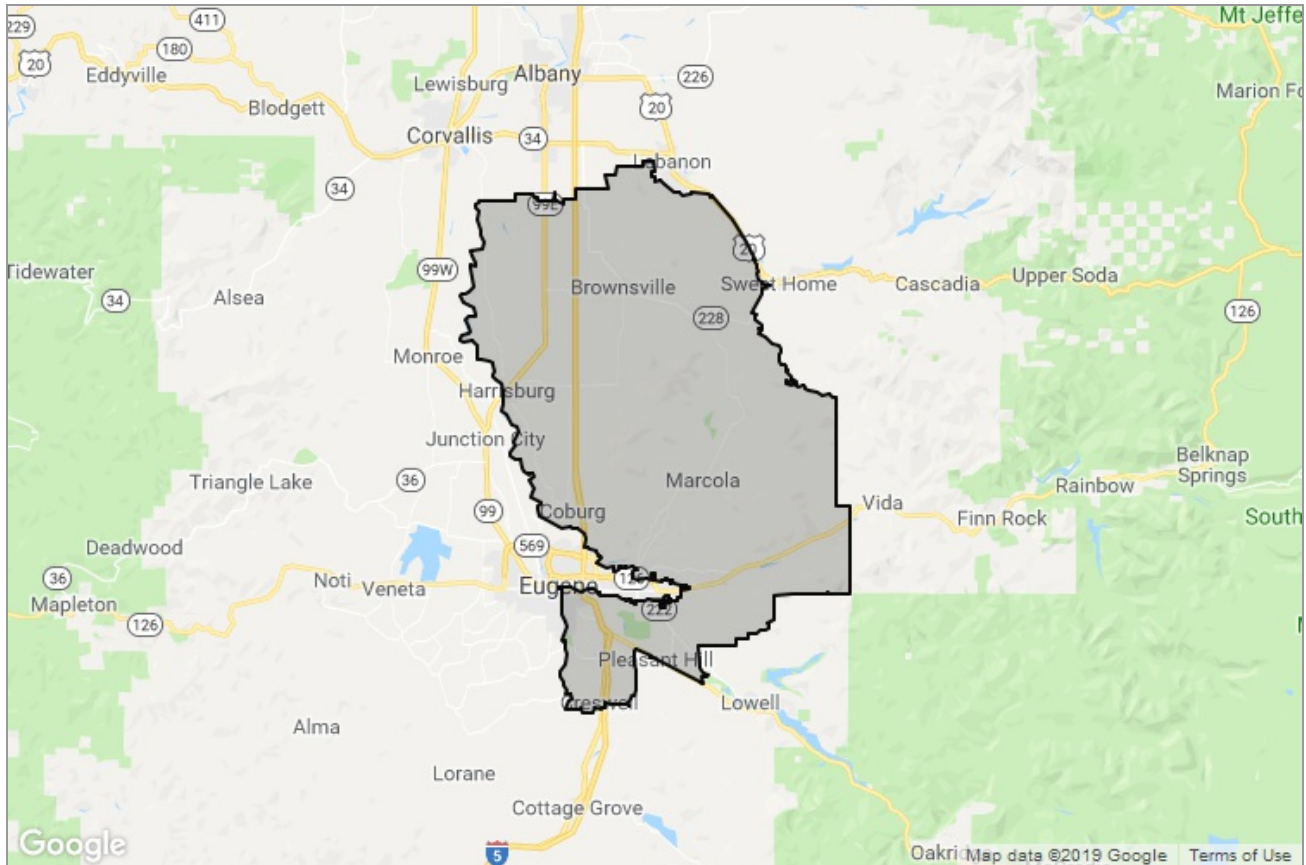 229
411
Mt Jeffe
180
20
Eddyville
Albany
Lewisburg
226
20
Marion Fo
Blodgett
Corvallis
34
Lebanon
34
99E
20
99W
Tidewater
34
Alsea
Brownsville
Sweet Home
Cascadia
Upper Soda
228
126
Monroe
Harrisburg
Junction City
Belknap
Springs
Triangle Lake
36
Marcola
Rainbow
99
Coburg
Vida
Finn Rock
South
Deadwood
569
36
Mapleton
Noti
Veneta
Eugene
126
126
222
Pleasant Hill
Creswell
Lowell
Alma
Lorane
Cottage Grove
Google
5
Oakridge
Map data ©2019 Google
Terms of Use